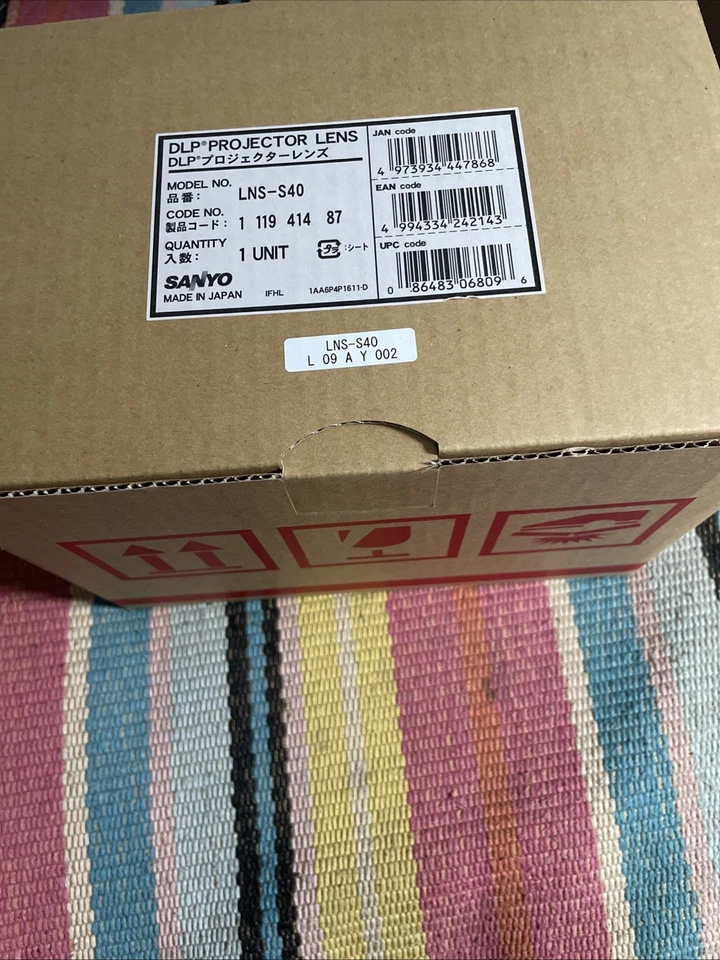 DLP® PROJECTOR LENS
DLP®プロジェクターレンズ
MODEL NO.
品番: LNS-S40
CODE NO.
製品コード: 1 119 414 87
QUANTITY
入数: 1 UNIT プラ :シート
SANYO
MADE IN JAPAN IFHL 1AA6P4P1611-D
JAN code
4 973934 447868
EAN code
4 994334 242143
UPC code
0 86483 06809 6
LNS-S40
L 09 A Y 002